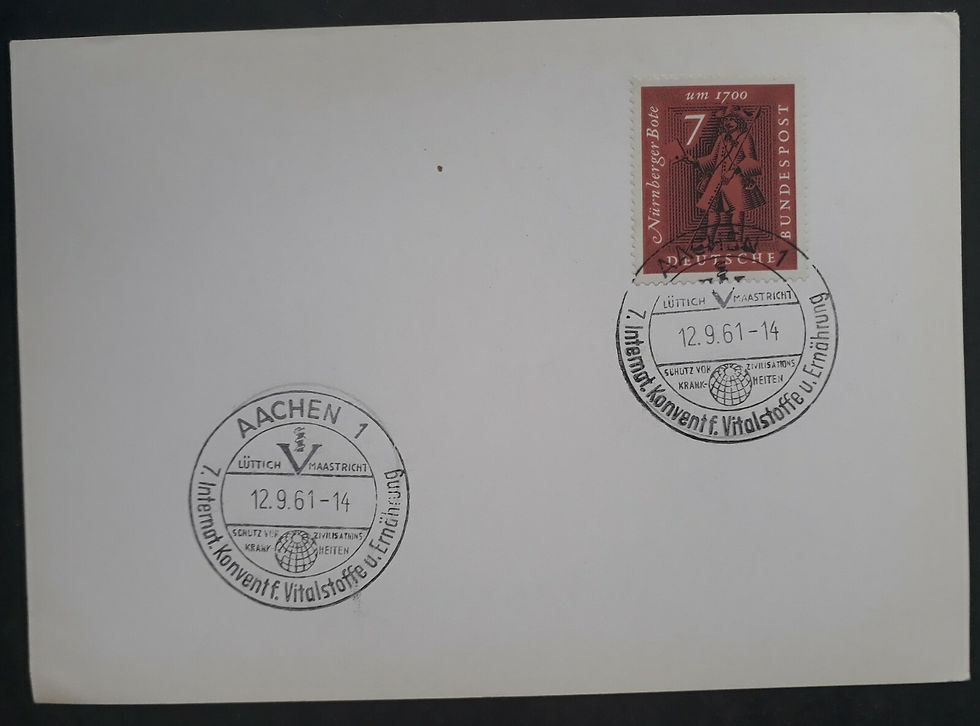 um 1700
Nürnberger Bote
7
BUNDESPOST
DEUTSCHE
AACHEN 1
LÜTTICH V MAASTRICHT
12.9.61-14
SCHUTZ VOR ZIVILISATIONS
KRANK- HEITEN
7. Internat. Konvent f. Vitalstoffe u. Ernährung
AACHEN 1
LÜTTICH V MAASTRICHT
12.9.61-14
SCHUTZ VOR ZIVILISATIONS
KRANK- HEITEN
7. Internat. Konvent f. Vitalstoffe u. Ernährung